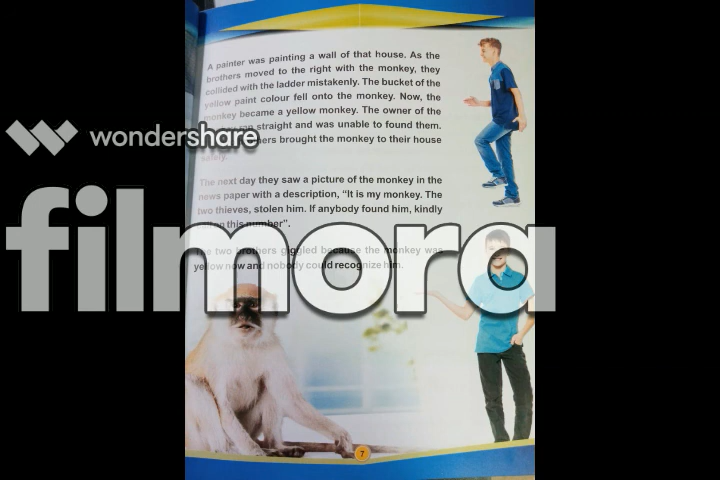 A painter was painting a wall of that house. As the
brothers moved to the right with the monkey, they
collided with the ladder mistakenly. The bucket of the
yellow paint colour fell onto the monkey. Now, the
monkey became a yellow monkey. The owner of the
straight and was unable to found them.
brought the monkey to their house
safely.
The next day they saw a picture of the monkey in the
news paper with a description, “It is my monkey. The
two thieves, stolen him. If anybody found him, kindly
this number”.
The two brothers giggled because the monkey was
yellow now and nobody could recognize him.
7
wondershare
filmora